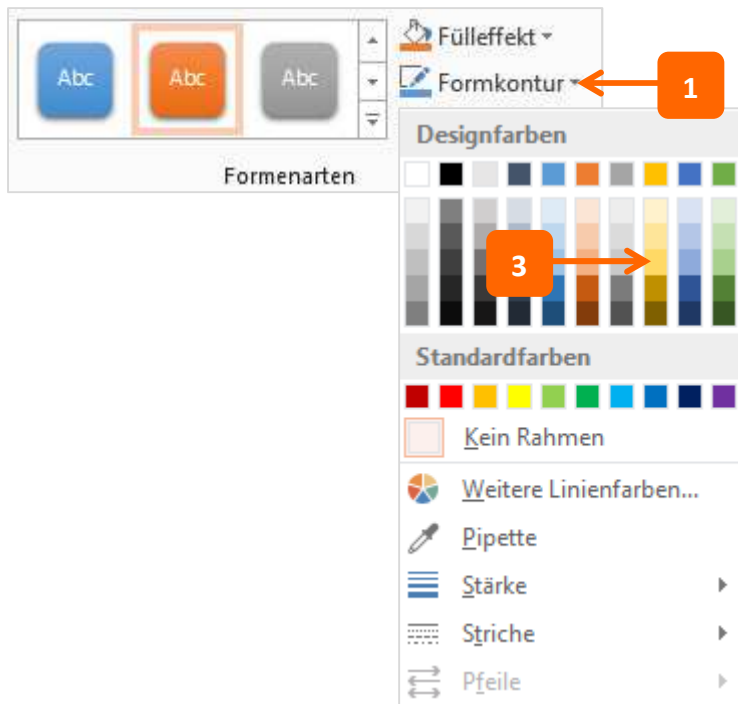 Abc Abc Abc
Fülleffekt
Formkontur
1
Formenarten
Designfarben
3
Standardfarben
Kein Rahmen
Weitere Linienfarben...
Pipette
Stärke
Striche
Pfeile